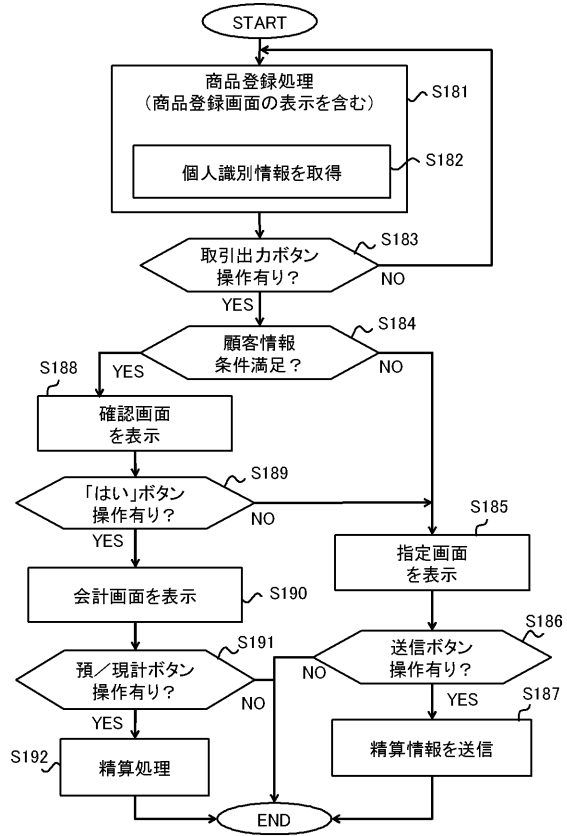 START
商品登録処理
(商品登録画面の表示を含む)
S181
個人識別情報を取得
S182
取引出力ボタン
操作有り?
S183
NO
YES
顧客情報
条件満足?
S184
YES
NO
S188
確認画面
を表示
「はい」ボタン
操作有り?
S189
NO
YES
S185
指定画面
を表示
会計画面を表示
S190
送信ボタン
操作有り?
S186
NO
YES
預/現計ボタン
操作有り?
S191
NO
YES
S187
精算情報を送信
S192
精算処理
END